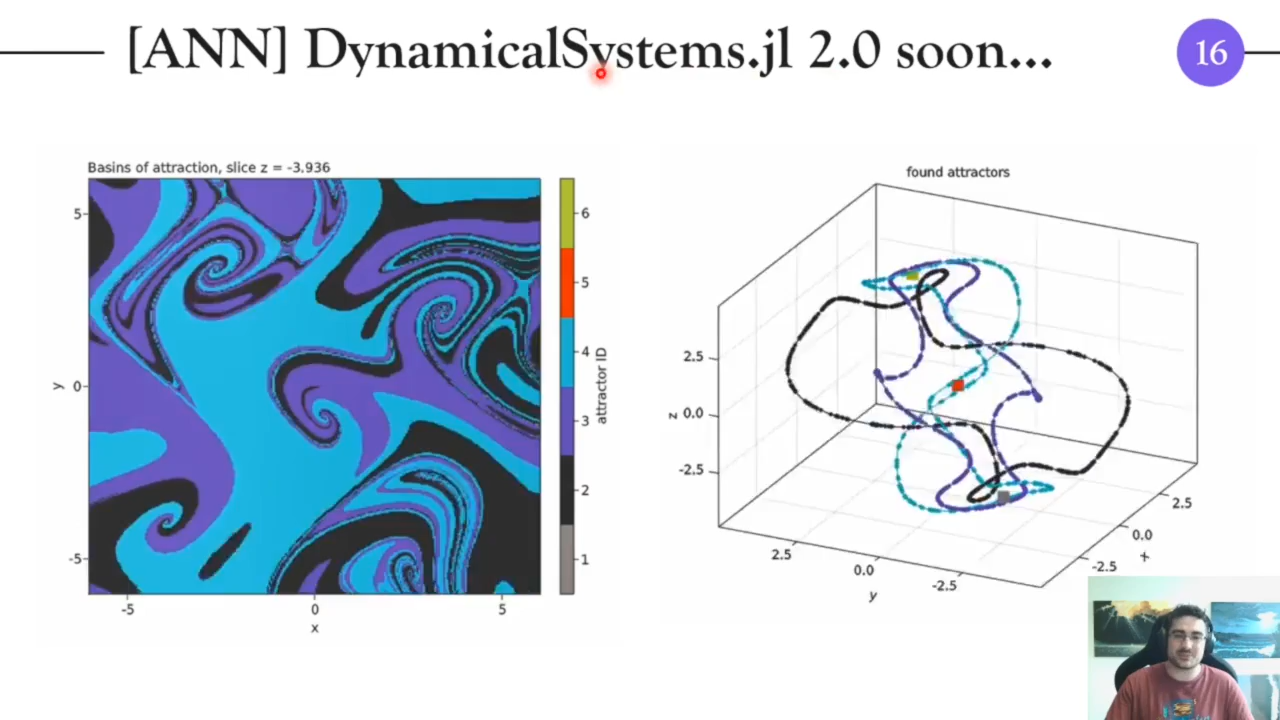 [ANN] DynamicalSystems.jl 2.0 soon...
16
Basins of attraction, slice z = -3.936
5
0
-5
y
-5
0
5
x
6
5
4
3
2
1
attractor ID
found attractors
2.5
0.0
-2.5
z
2.5
0.0
-2.5
y
2.5
0.0
-2.5
x